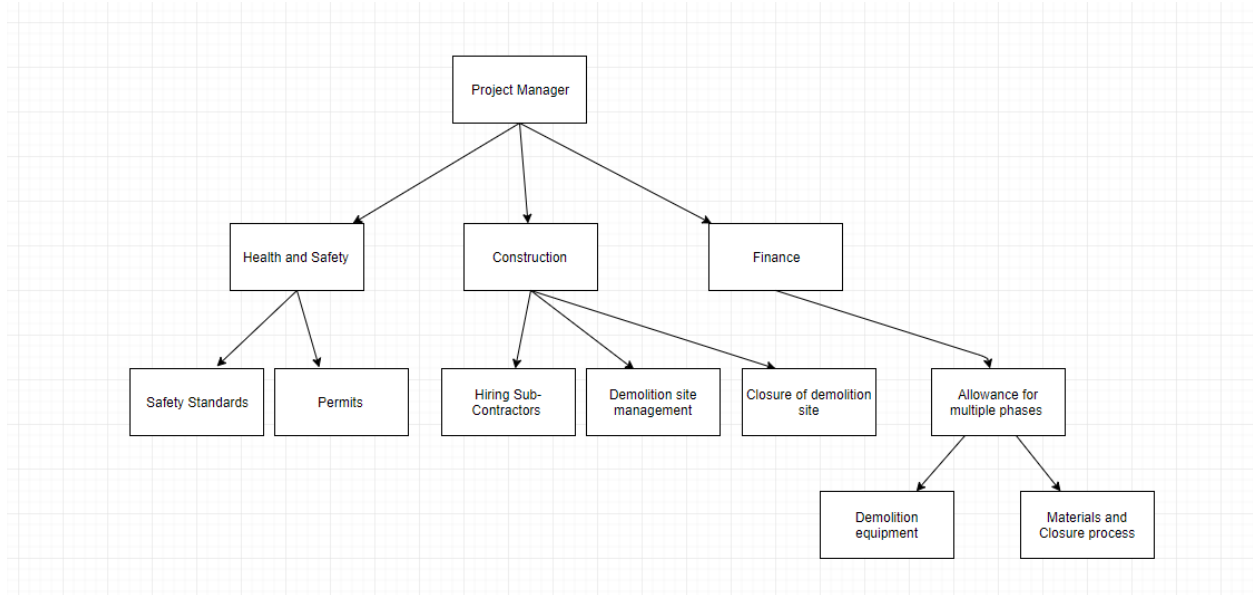 Project Manager
Health and Safety
Construction
Finance
Safety Standards
Permits
Hiring Sub-
Contractors
Demolition site
management
Closure of demolition
site
Allowance for
multiple phases
Demolition
equipment
Materials and
Closure process